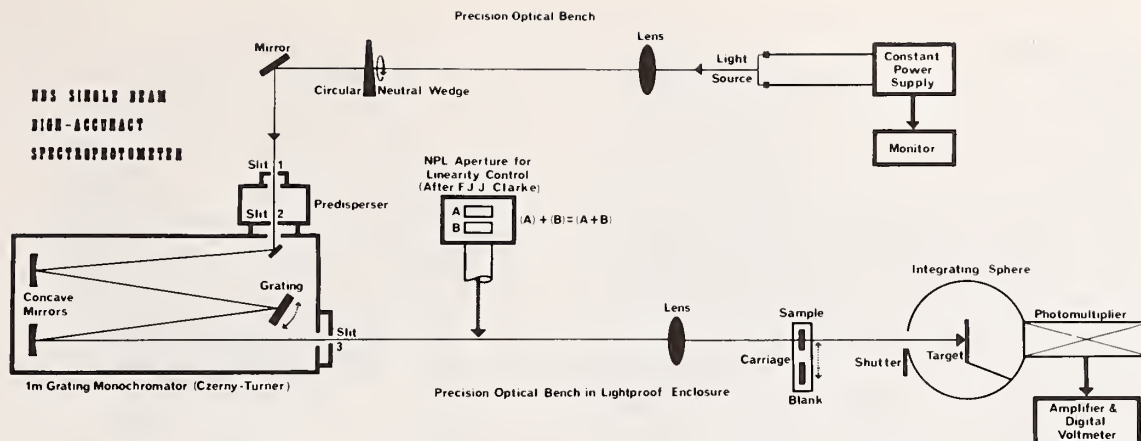 Precision Optical Bench
Mirror
Lens
Light
Source
Constant
Power
Supply
Circular Neutral Wedge
NBS SINGLE BEAM
HIGH-ACCURACY
SPECTROPHOTOMETER
Monitor
Slit 1
NPL Aperture for
Linearity Control
(After F J J Clarke)
Predisperser
Slit 2
A
B
(A) + (B) = (A + B)
Concave
Mirrors
Grating
Slit
3
Integrating Sphere
Lens
Sample
Carriage
Blank
Shutter
Target
Photomultiplier
1m Grating Monochromator (Czerny-Turner)
Precision Optical Bench in Lightproof Enclosure
Amplifier &
Digital
Voltmeter